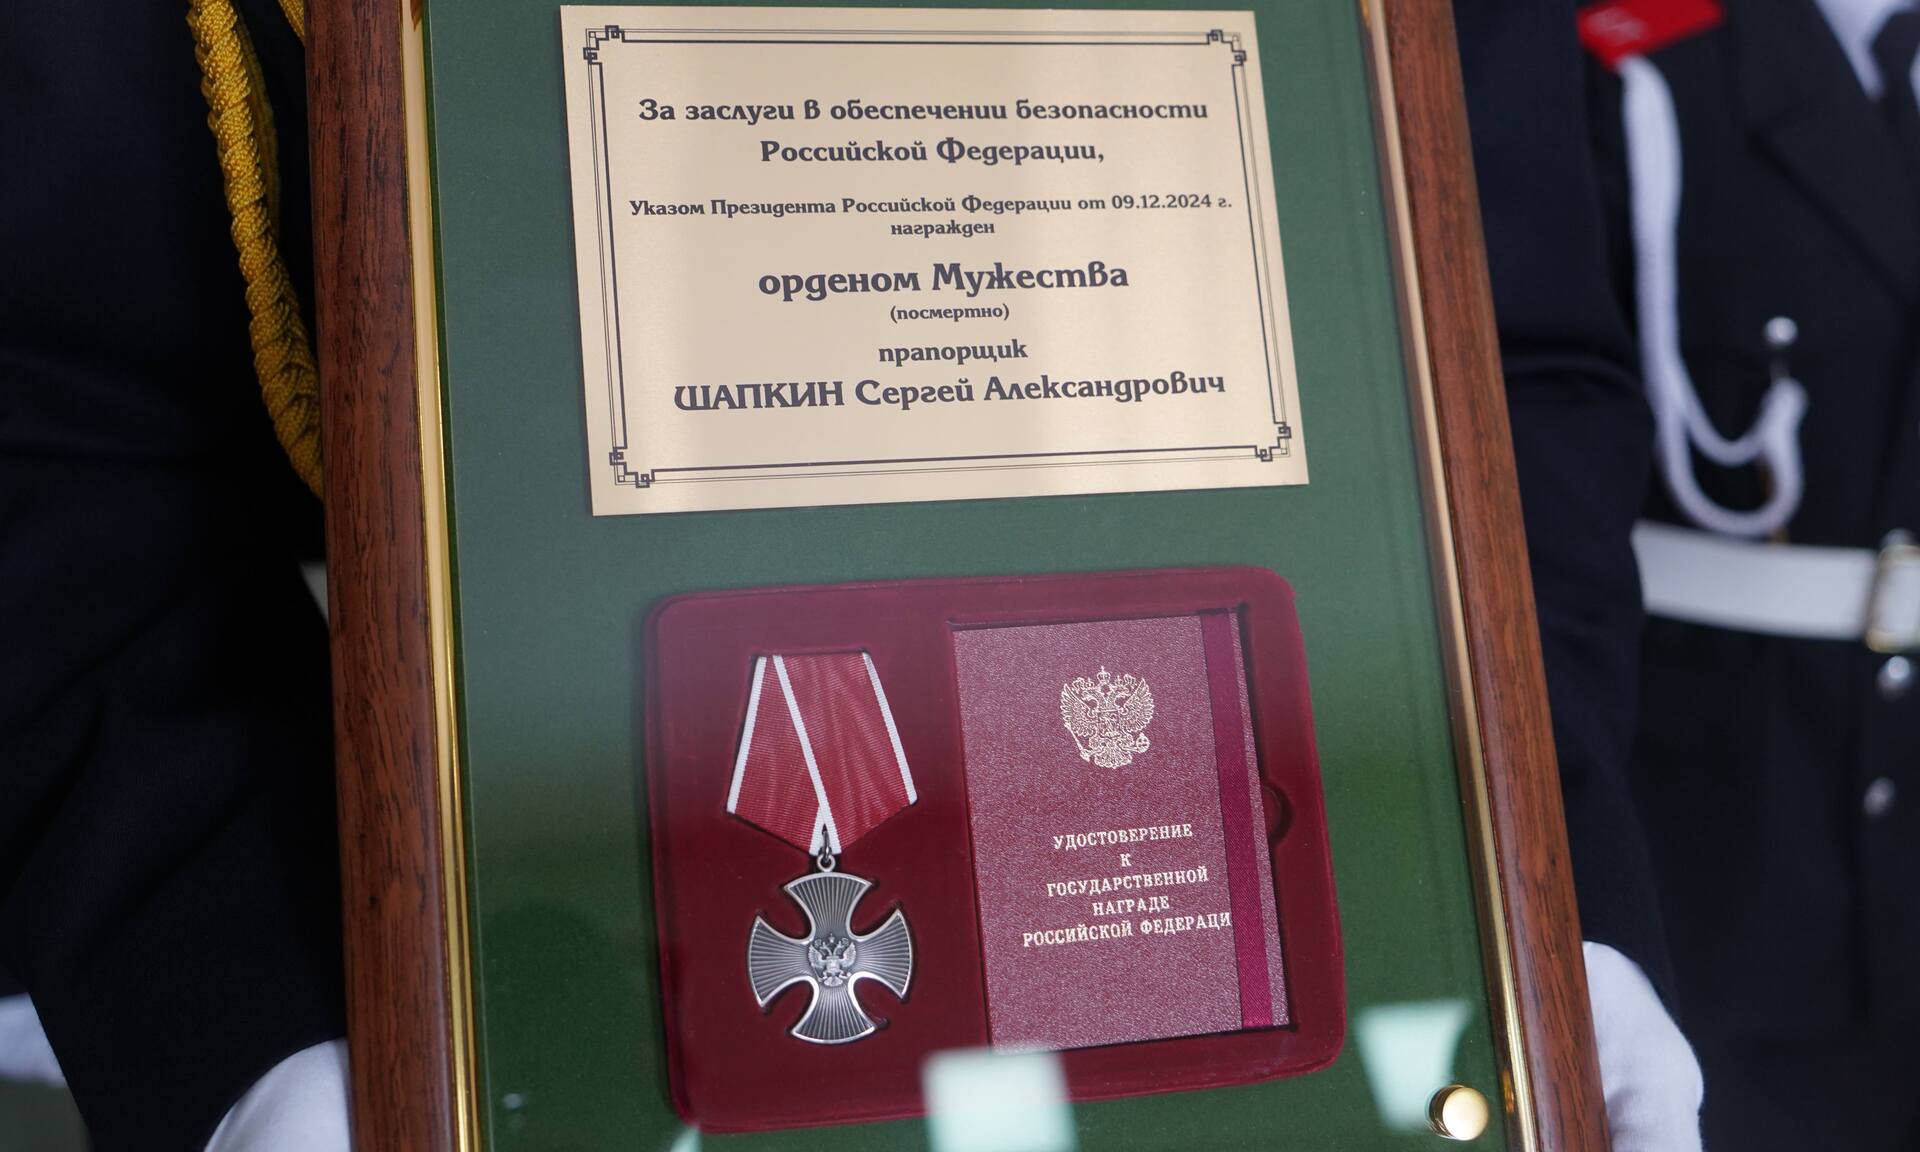 За заслуги в обеспечении безопасности
Российской Федерации,
Указом Президента Российской Федерации от 09.12.2024 г.
награжден
орденом Мужества
(посмертно)
прапорщик
ШАПКИН Сергей Александрович
УДОСТОВЕРЕНИЕ
К
ГОСУДАРСТВЕННОЙ
НАГРАДЕ
РОССИЙСКОЙ ФЕДЕРАЦИ